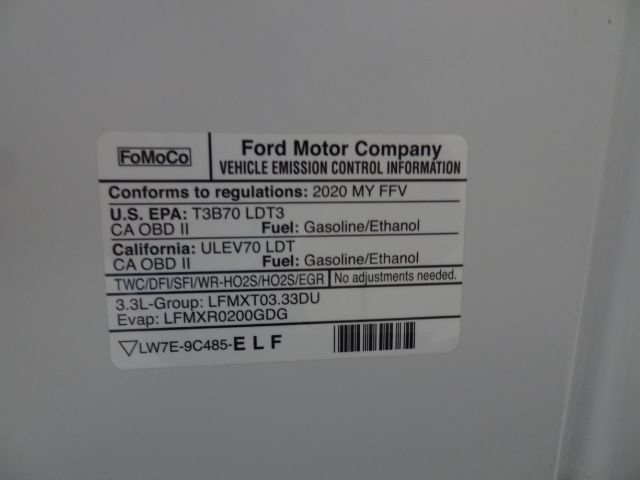 FoMoCo
Ford Motor Company
VEHICLE EMISSION CONTROL INFORMATION
Conforms to regulations: 2020 MY FFV
U.S. EPA: T3B70 LDT3
CA OBD II Fuel: Gasoline/Ethanol
California: ULEV70 LDT
CA OBD II Fuel: Gasoline/Ethanol
TWC/DFI/SFI/WR-HO2S/HO2S/EGR No adjustments needed.
3.3L-Group: LFMXT03.33DU
Evap: LFMXR0200GDG
LW7E-9C485-E L F